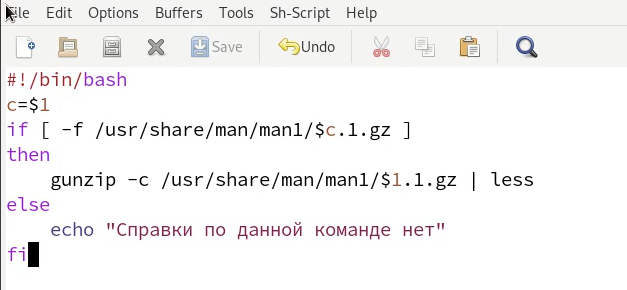 File Edit Options Buffers Tools Sh-Script Help
Save Undo
#!/bin/bash
c=$1
if [ -f /usr/share/man/man1/$c.1.gz ]
then
    gunzip -c /usr/share/man/man1/$1.1.gz | less
else
    echo "Справки по данной команде нет"
fi